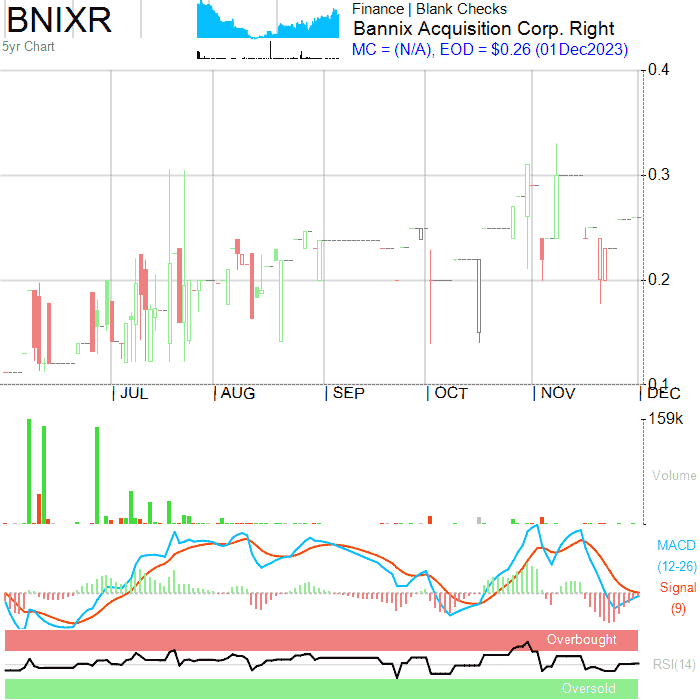 BNIXR
5yr Chart
Finance | Blank Checks
Bannix Acquisition Corp. Right
MC = (N/A), EOD = $0.26 (01Dec2023)
0.4
0.3
0.2
0.1
JUL
AUG
SEP
OCT
NOV
DEC
159k
Volume
MACD
(12-26)
Signal
(9)
Overbought
RSI(14)
Oversold